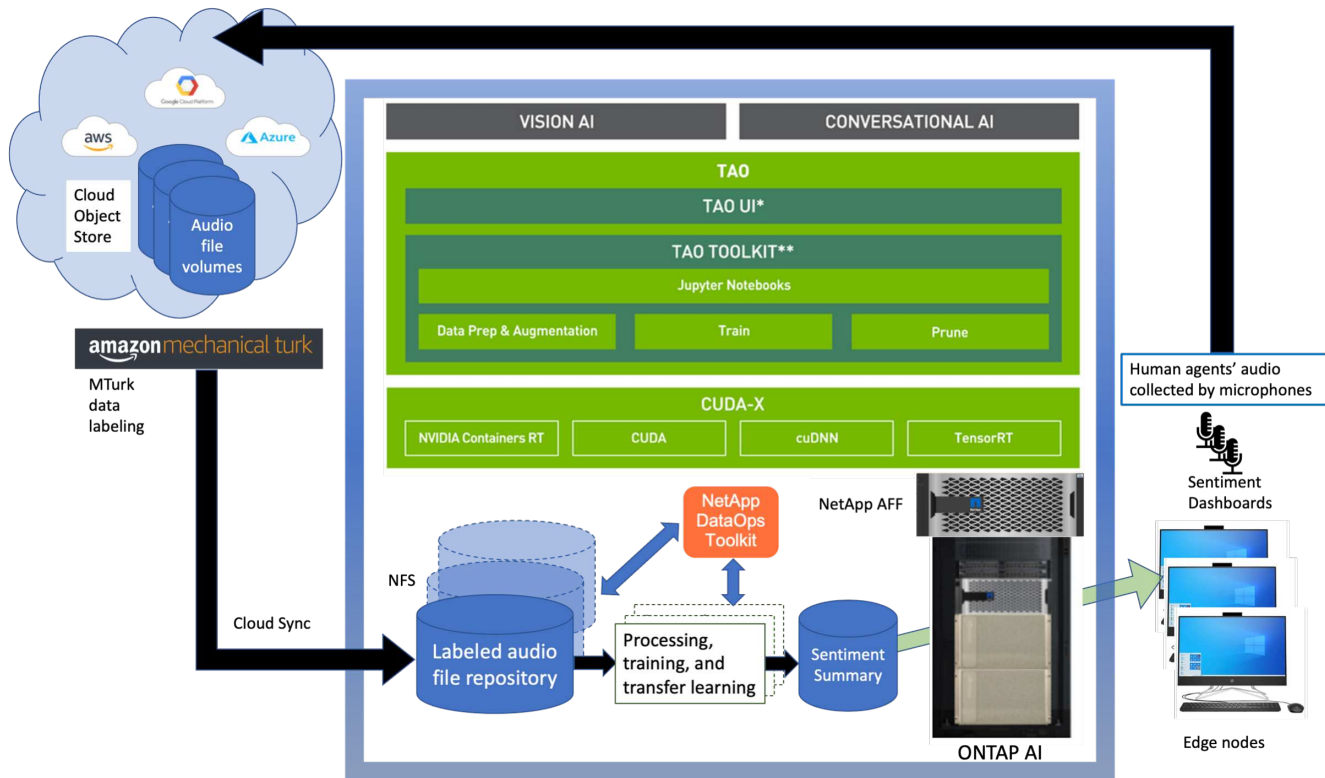 Google Cloud Platform
aws
Azure
Cloud
Object
Store
Audio
file
volumes
amazon mechanical turk
MTurk
data
labeling
Cloud Sync
VISION AI
CONVERSATIONAL AI
TAO
TAO UI*
TAO TOOLKIT**
Jupyter Notebooks
Data Prep & Augmentation
Train
Prune
CUDA-X
NVIDIA Containers RT
CUDA
cuDNN
TensorRT
NetApp
DataOps
Toolkit
NetApp AFF
NFS
Labeled audio
file repository
Processing,
training, and
transfer learning
Sentiment
Summary
ONTAP AI
Human agents’ audio
collected by microphones
Sentiment
Dashboards
Edge nodes